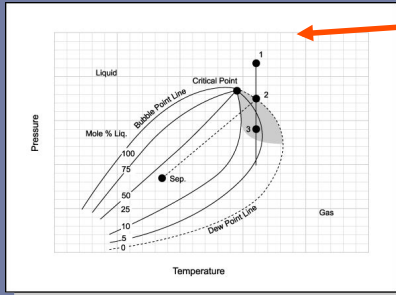 1
Liquid
Critical Point
2
Bubble Point Line
3
Mole % Liq.
100
75
Sep.
50
25
10
5
0
Dew Point Line
Gas
Pressure
Temperature